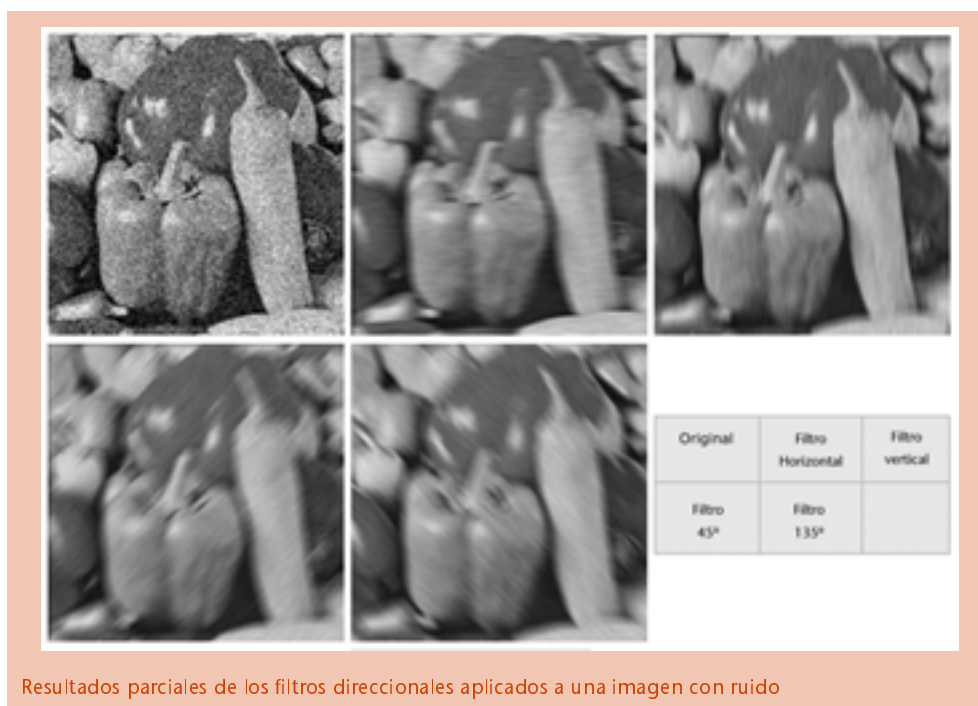 Original
Filtro
Horizontal
Filtro
vertical
Filtro
45º
Filtro
135º
Resultados parciales de los filtros direccionales aplicados a una imagen con ruido